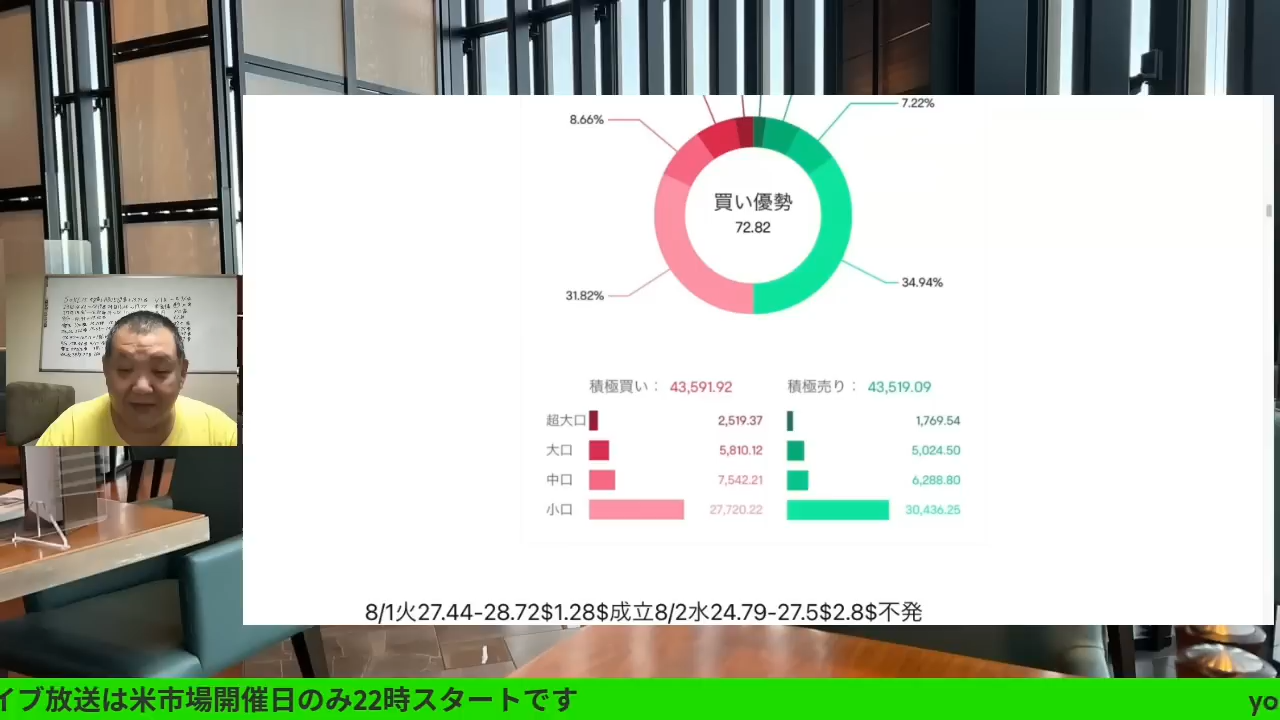 8.66%
7.22%
買い優勢
72.82
31.82%
34.94%
積極買い： 43,591.92 積極売り： 43,519.09
超大口 2,519.37 1,769.54
大口 5,810.12 5,024.50
中口 7,542.21 6,288.80
小口 27,720.22 30,436.25
8/1火27.44-28.72$1.28$成立8/2水24.79-27.5$2.8$不発
イブ放送は米市場開催日のみ22時スタートです yo